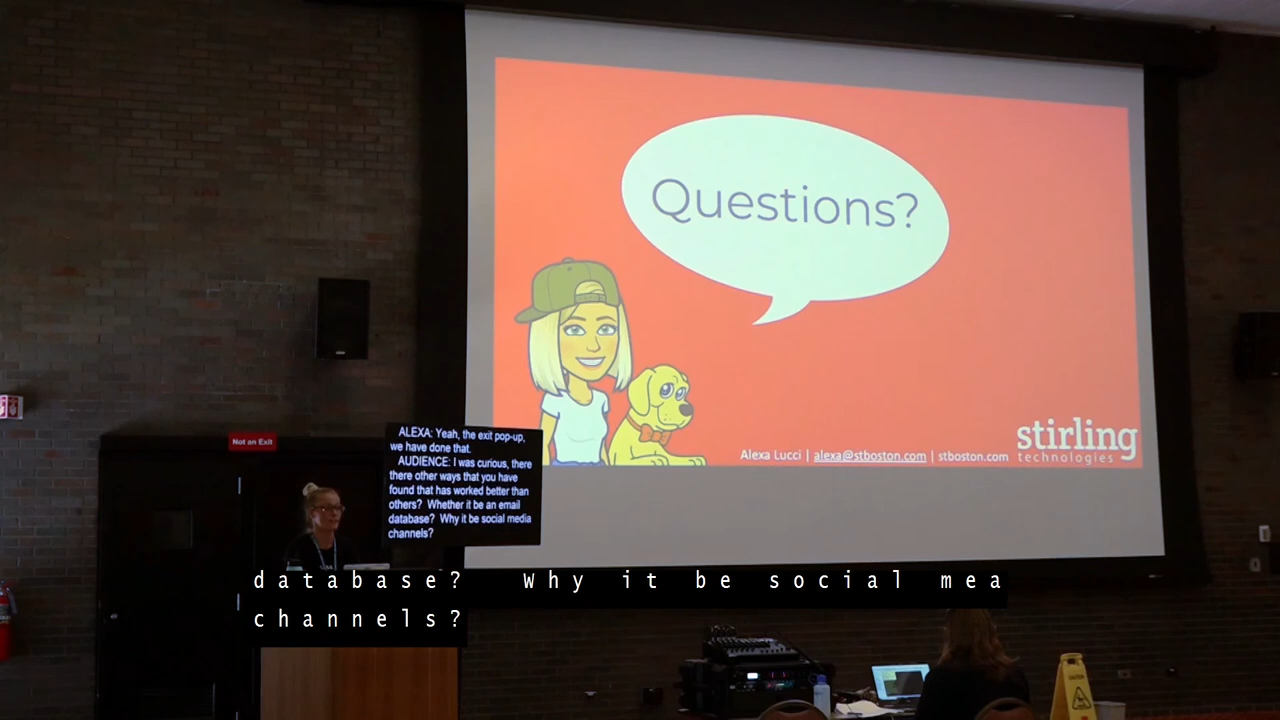 Questions?
stirling
technologies
Alexa Lucci | alexa@stboston.com | stboston.com
Not an Exit
ALEXA: Yeah, the exit pop-up,
we have done that.
AUDIENCE: I was curious, there
there other ways that you have
found that has worked better than
others? Whether it be an email
database? Why it be social media
channels?
database? Why it be social mea
channels?
CAUTION